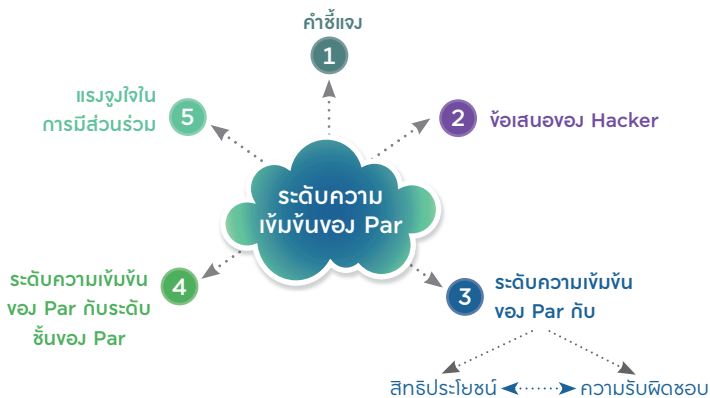 คำชี้แจง
1
แรงจูงใจใน
การมีส่วนร่วม
5
2
ข้อเสนอของ Hacker
ระดับความ
เข้มข้นของ Par
ระดับความเข้มข้น
ของ Par กับระดับ
ชั้นของ Par
4
3
ระดับความเข้มข้น
ของ Par กับ
สิทธิประโยชน์
ความรับผิดชอบ